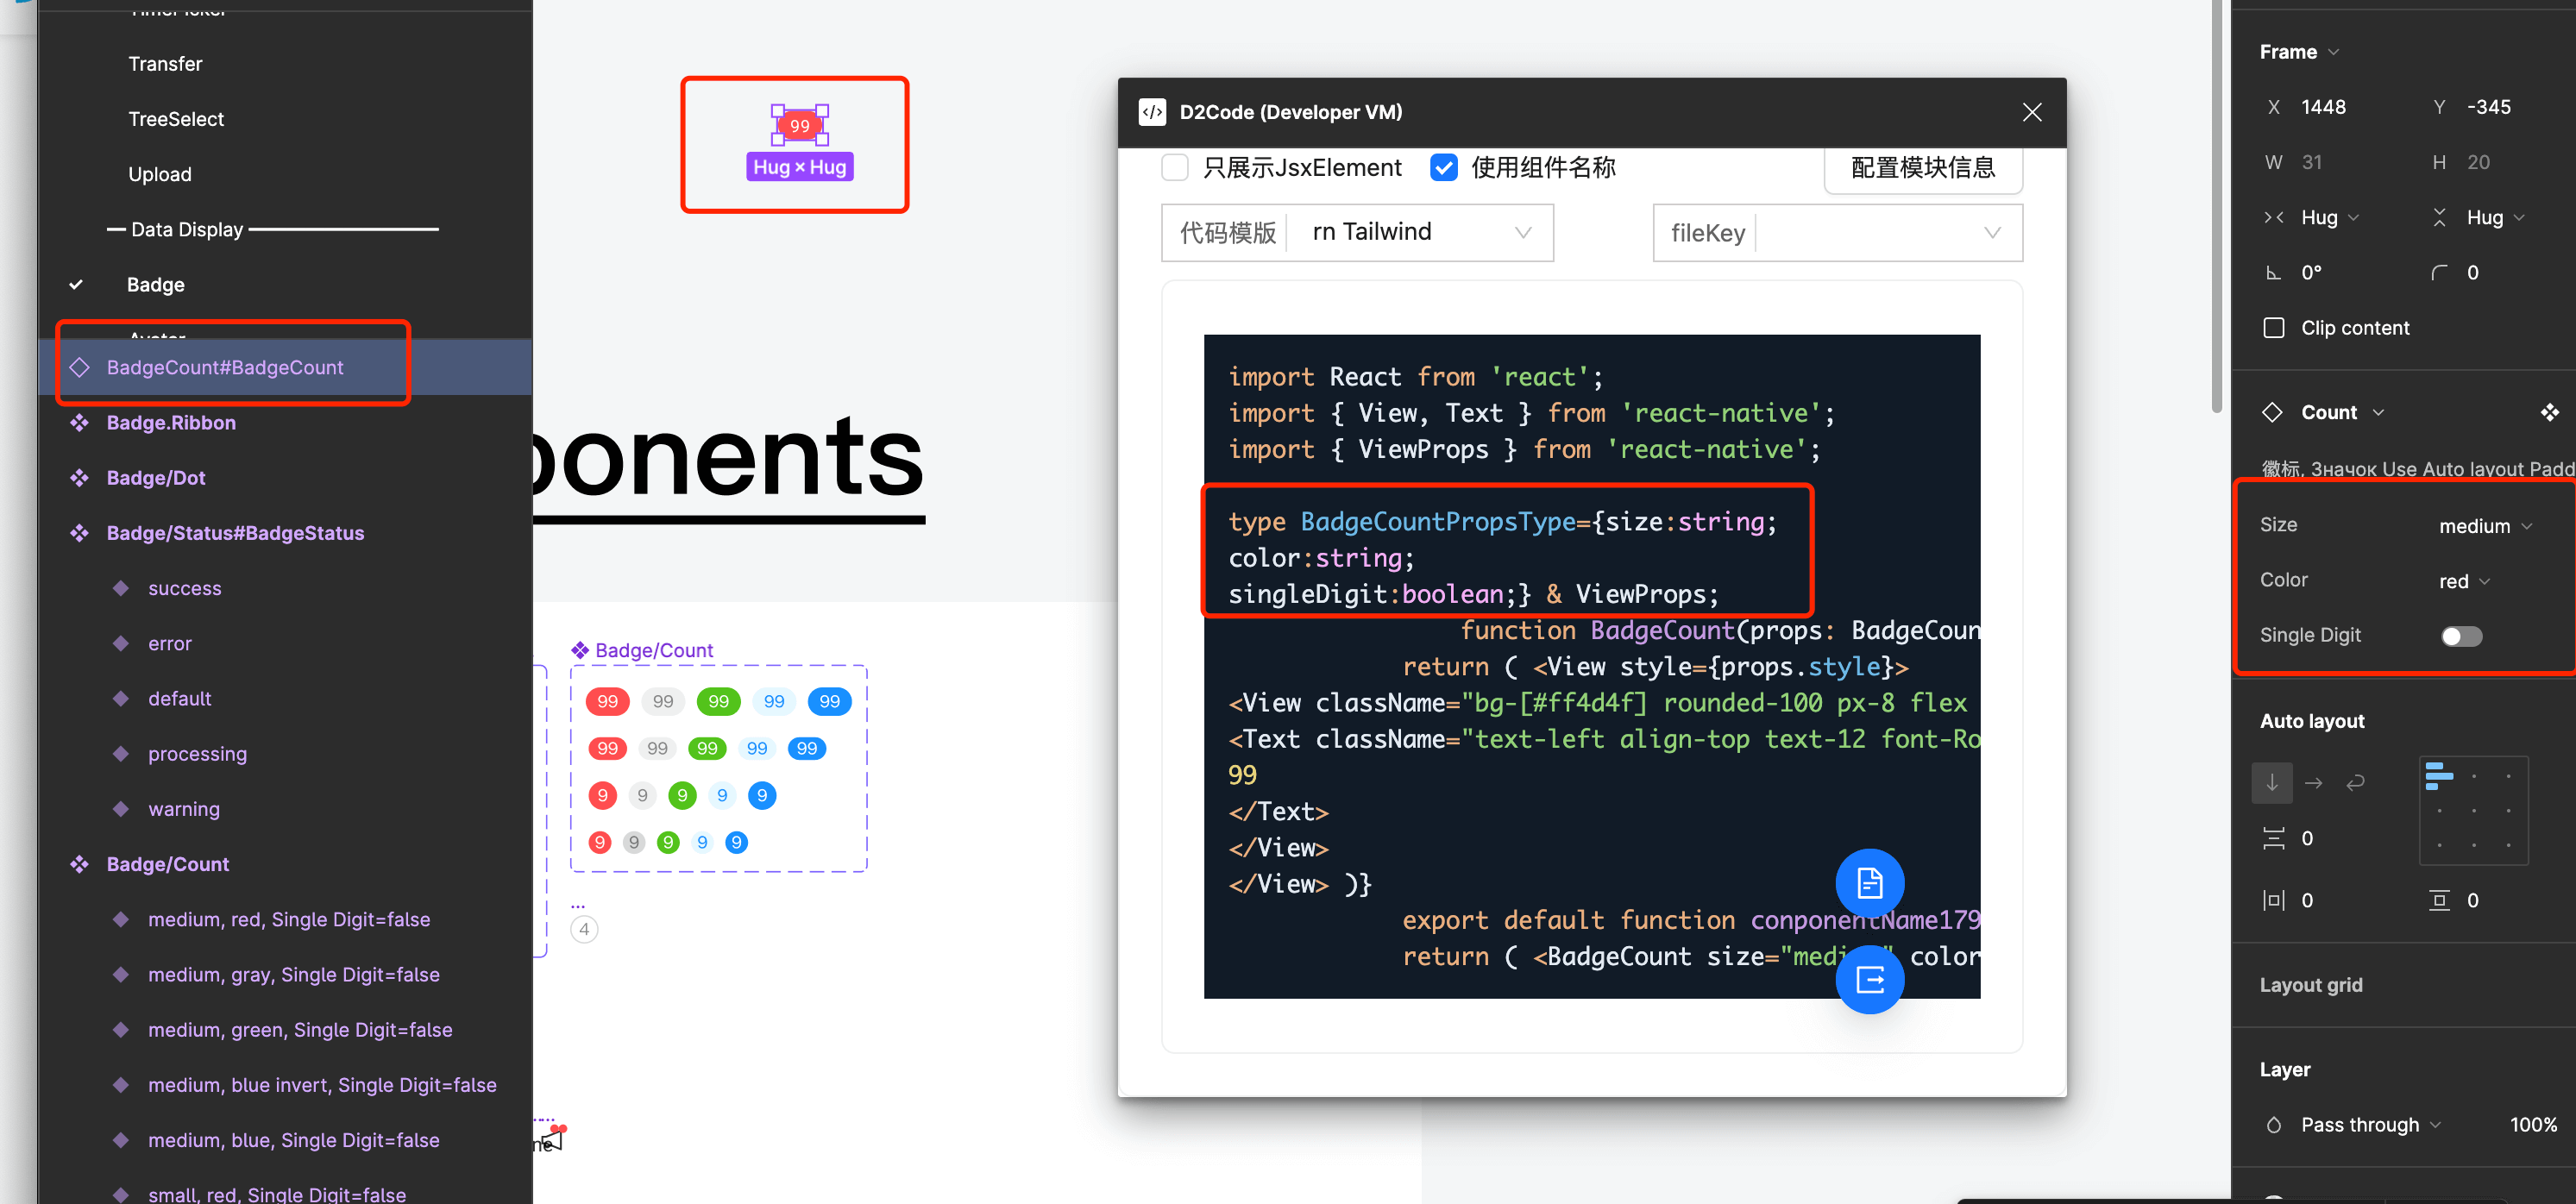 TimePicker
Transfer
TreeSelect
Upload
Data Display
Badge
Avatar
BadgeCount#BadgeCount
Badge.Ribbon
Badge/Dot
Badge/Status#BadgeStatus
success
error
default
processing
warning
Badge/Count
medium, red, Single Digit=false
medium, gray, Single Digit=false
medium, green, Single Digit=false
medium, blue invert, Single Digit=false
medium, blue, Single Digit=false
small, red, Single Digit=false
99
Hug × Hug
ponents
Badge/Count
99 99 99 99 99
99 99 99 99 99
9 9 9 9 9
9 9 9 9 9
...
4
ne
D2Code (Developer VM)
只展示JsxElement
使用组件名称
配置模块信息
代码模版
rn Tailwind
fileKey
import React from 'react';
import { View, Text } from 'react-native';
import { ViewProps } from 'react-native';
type BadgeCountPropsType={size:string;
color:string;
singleDigit:boolean;} & ViewProps;
function BadgeCount(props: BadgeCoun
return ( <View style={props.style}>
<View className="bg-[#ff4d4f] rounded-100 px-8 flex
<Text className="text-left align-top text-12 font-Ro
99
</Text>
</View>
</View> )}
export default function conponentName179
return ( <BadgeCount size="medi" color
Frame
X 1448
Y -345
W 31
H 20
Hug
Hug
0°
0
Clip content
Count
徽标, Значок Use Auto layout Padd
Size
medium
Color
red
Single Digit
Auto layout
0
0
0
Layout grid
Layer
Pass through
100%